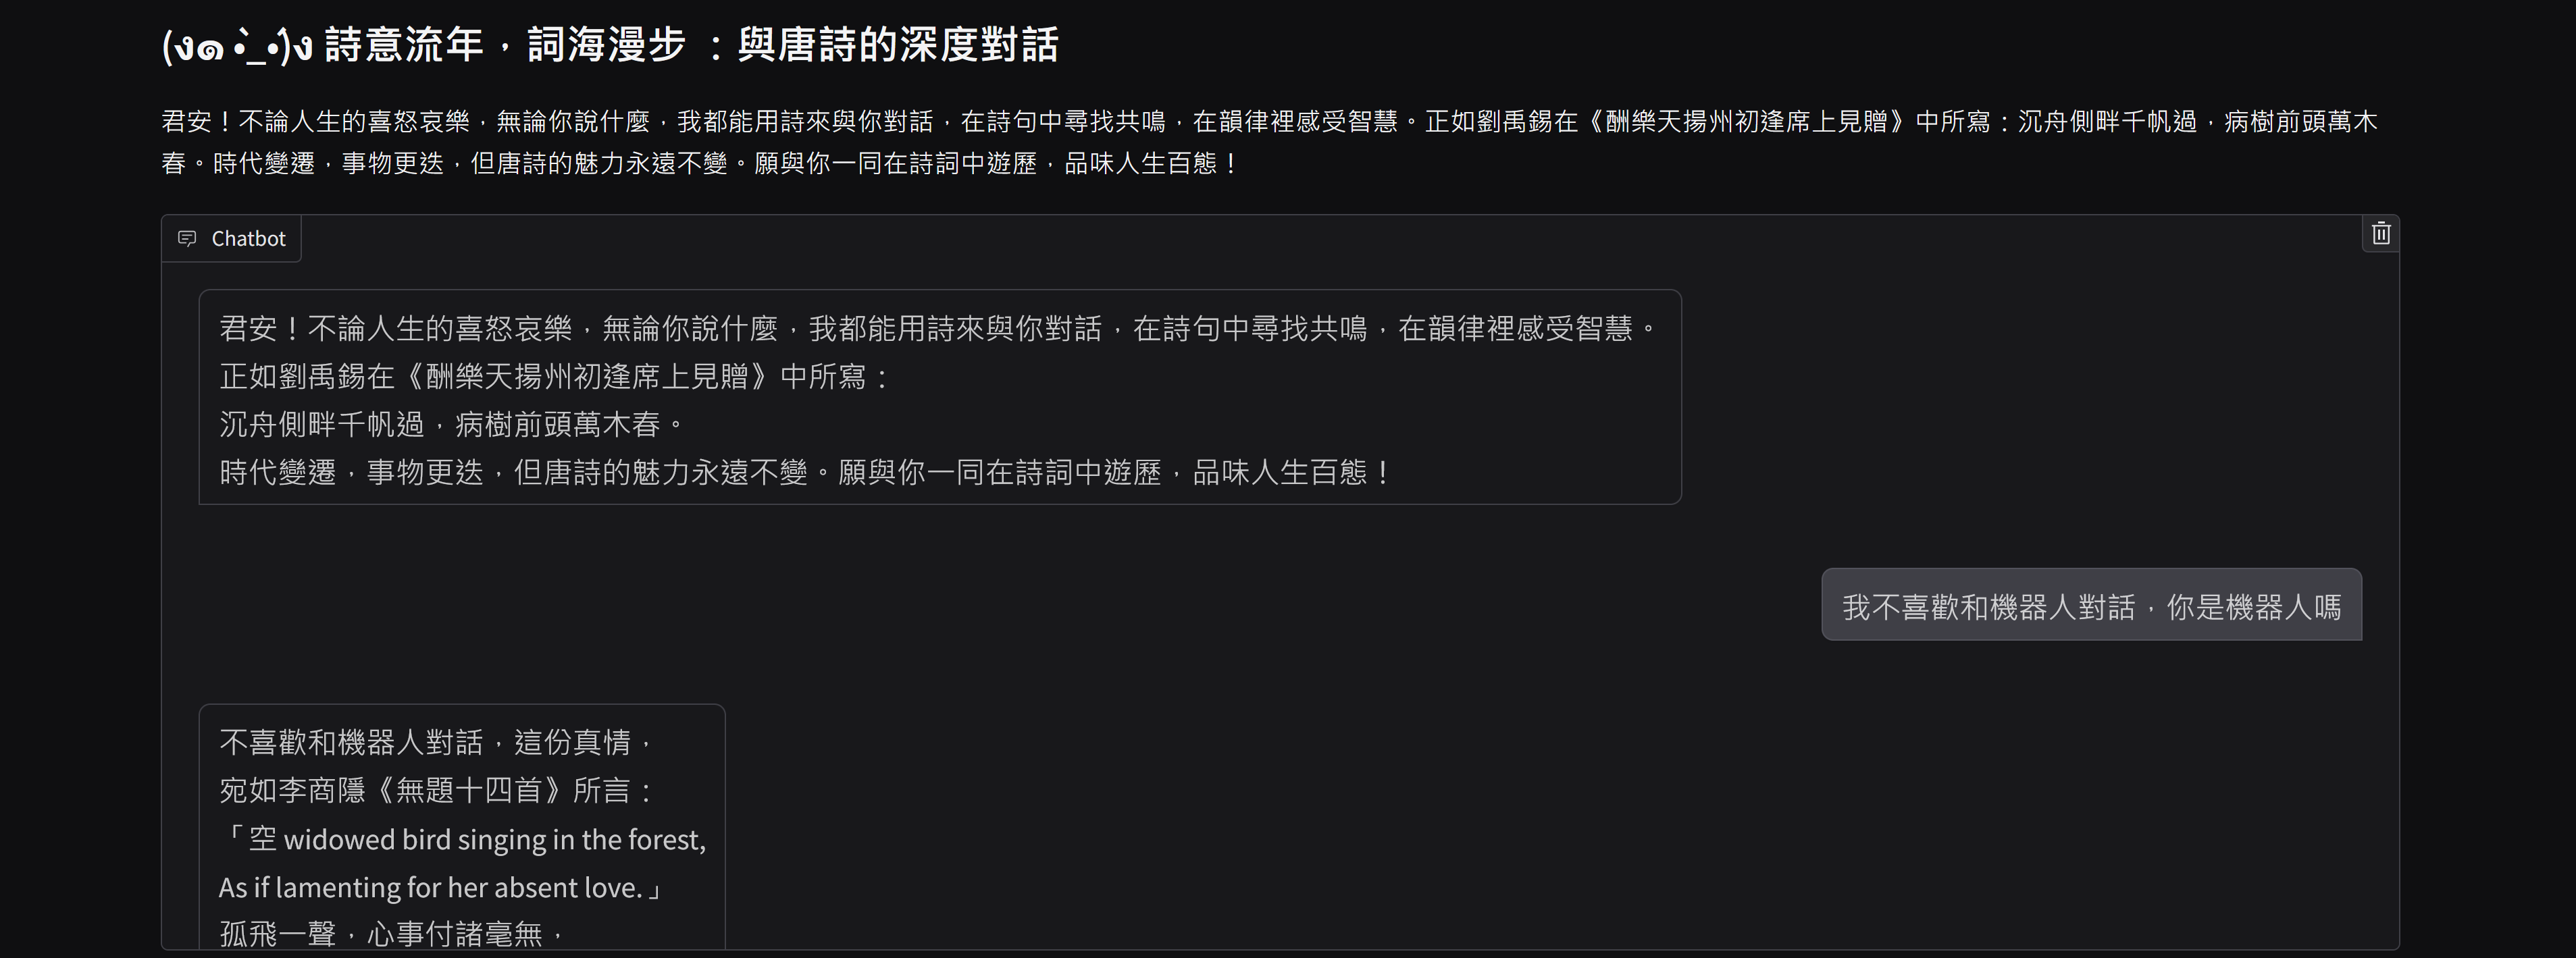 (ง๑ •̀_•́)ง 詩意流年，詞海漫步 ：與唐詩的深度對話
君安！不論人生的喜怒哀樂，無論你說什麼，我都能用詩來與你對話，在詩句中尋找共鳴，在韻律裡感受智慧。正如劉禹錫在《酬樂天揚州初逢席上見贈》中所寫：沉舟側畔千帆過，病樹前頭萬木
春。時代變遷，事物更迭，但唐詩的魅力永遠不變。願與你一同在詩詞中遊歷，品味人生百態！
Chatbot
君安！不論人生的喜怒哀樂，無論你說什麼，我都能用詩來與你對話，在詩句中尋找共鳴，在韻律裡感受智慧。
正如劉禹錫在《酬樂天揚州初逢席上見贈》中所寫：
沉舟側畔千帆過，病樹前頭萬木春。
時代變遷，事物更迭，但唐詩的魅力永遠不變。願與你一同在詩詞中遊歷，品味人生百態！
我不喜歡和機器人對話，你是機器人嗎
不喜歡和機器人對話，這份真情，
宛如李商隱《無題十四首》所言：
「空 widowed bird singing in the forest,
As if lamenting for her absent love.」
孤飛一聲，心事付諸毫無，